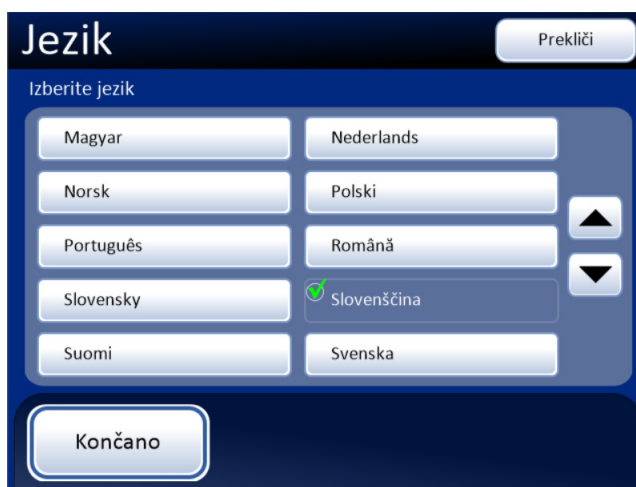 Jezik
Prekliči
Izberite jezik
Magyar
Nederlands
Norsk
Polski
Português
Română
Slovensky
Slovenščina
Suomi
Svenska
Končano